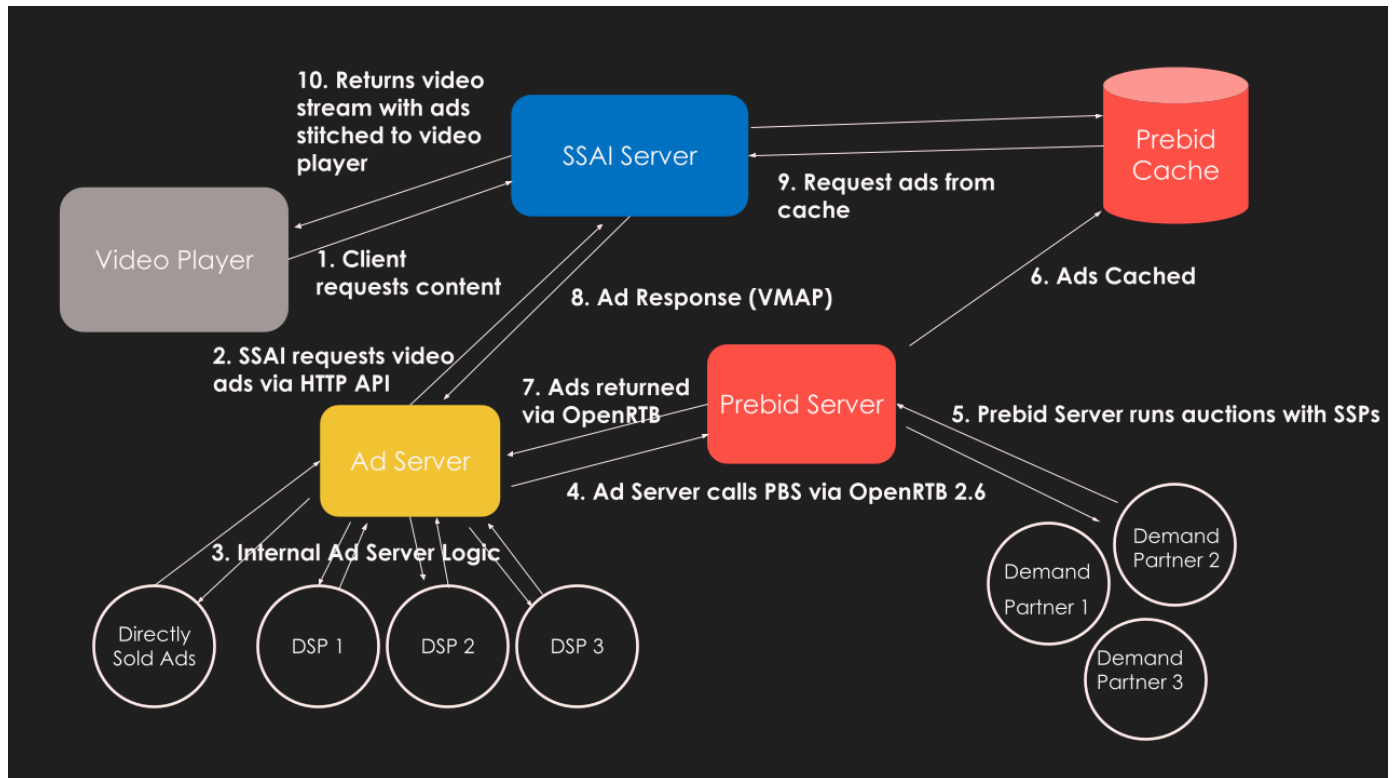 10. Returns video
stream with ads
stitched to video
player
SSAI Server
Prebid
Cache
9. Request ads from
cache
Video Player
1. Client
requests content
6. Ads Cached
8. Ad Response (VMAP)
2. SSAI requests video
ads via HTTP API
7. Ads returned
via OpenRTB
Prebid Server
5. Prebid Server runs auctions with SSPs
Ad Server
4. Ad Server calls PBS via OpenRTB 2.6
3. Internal Ad Server Logic
Demand
Partner 2
Demand
Partner 1
Directly
Sold Ads
DSP 1
DSP 2
DSP 3
Demand
Partner 3